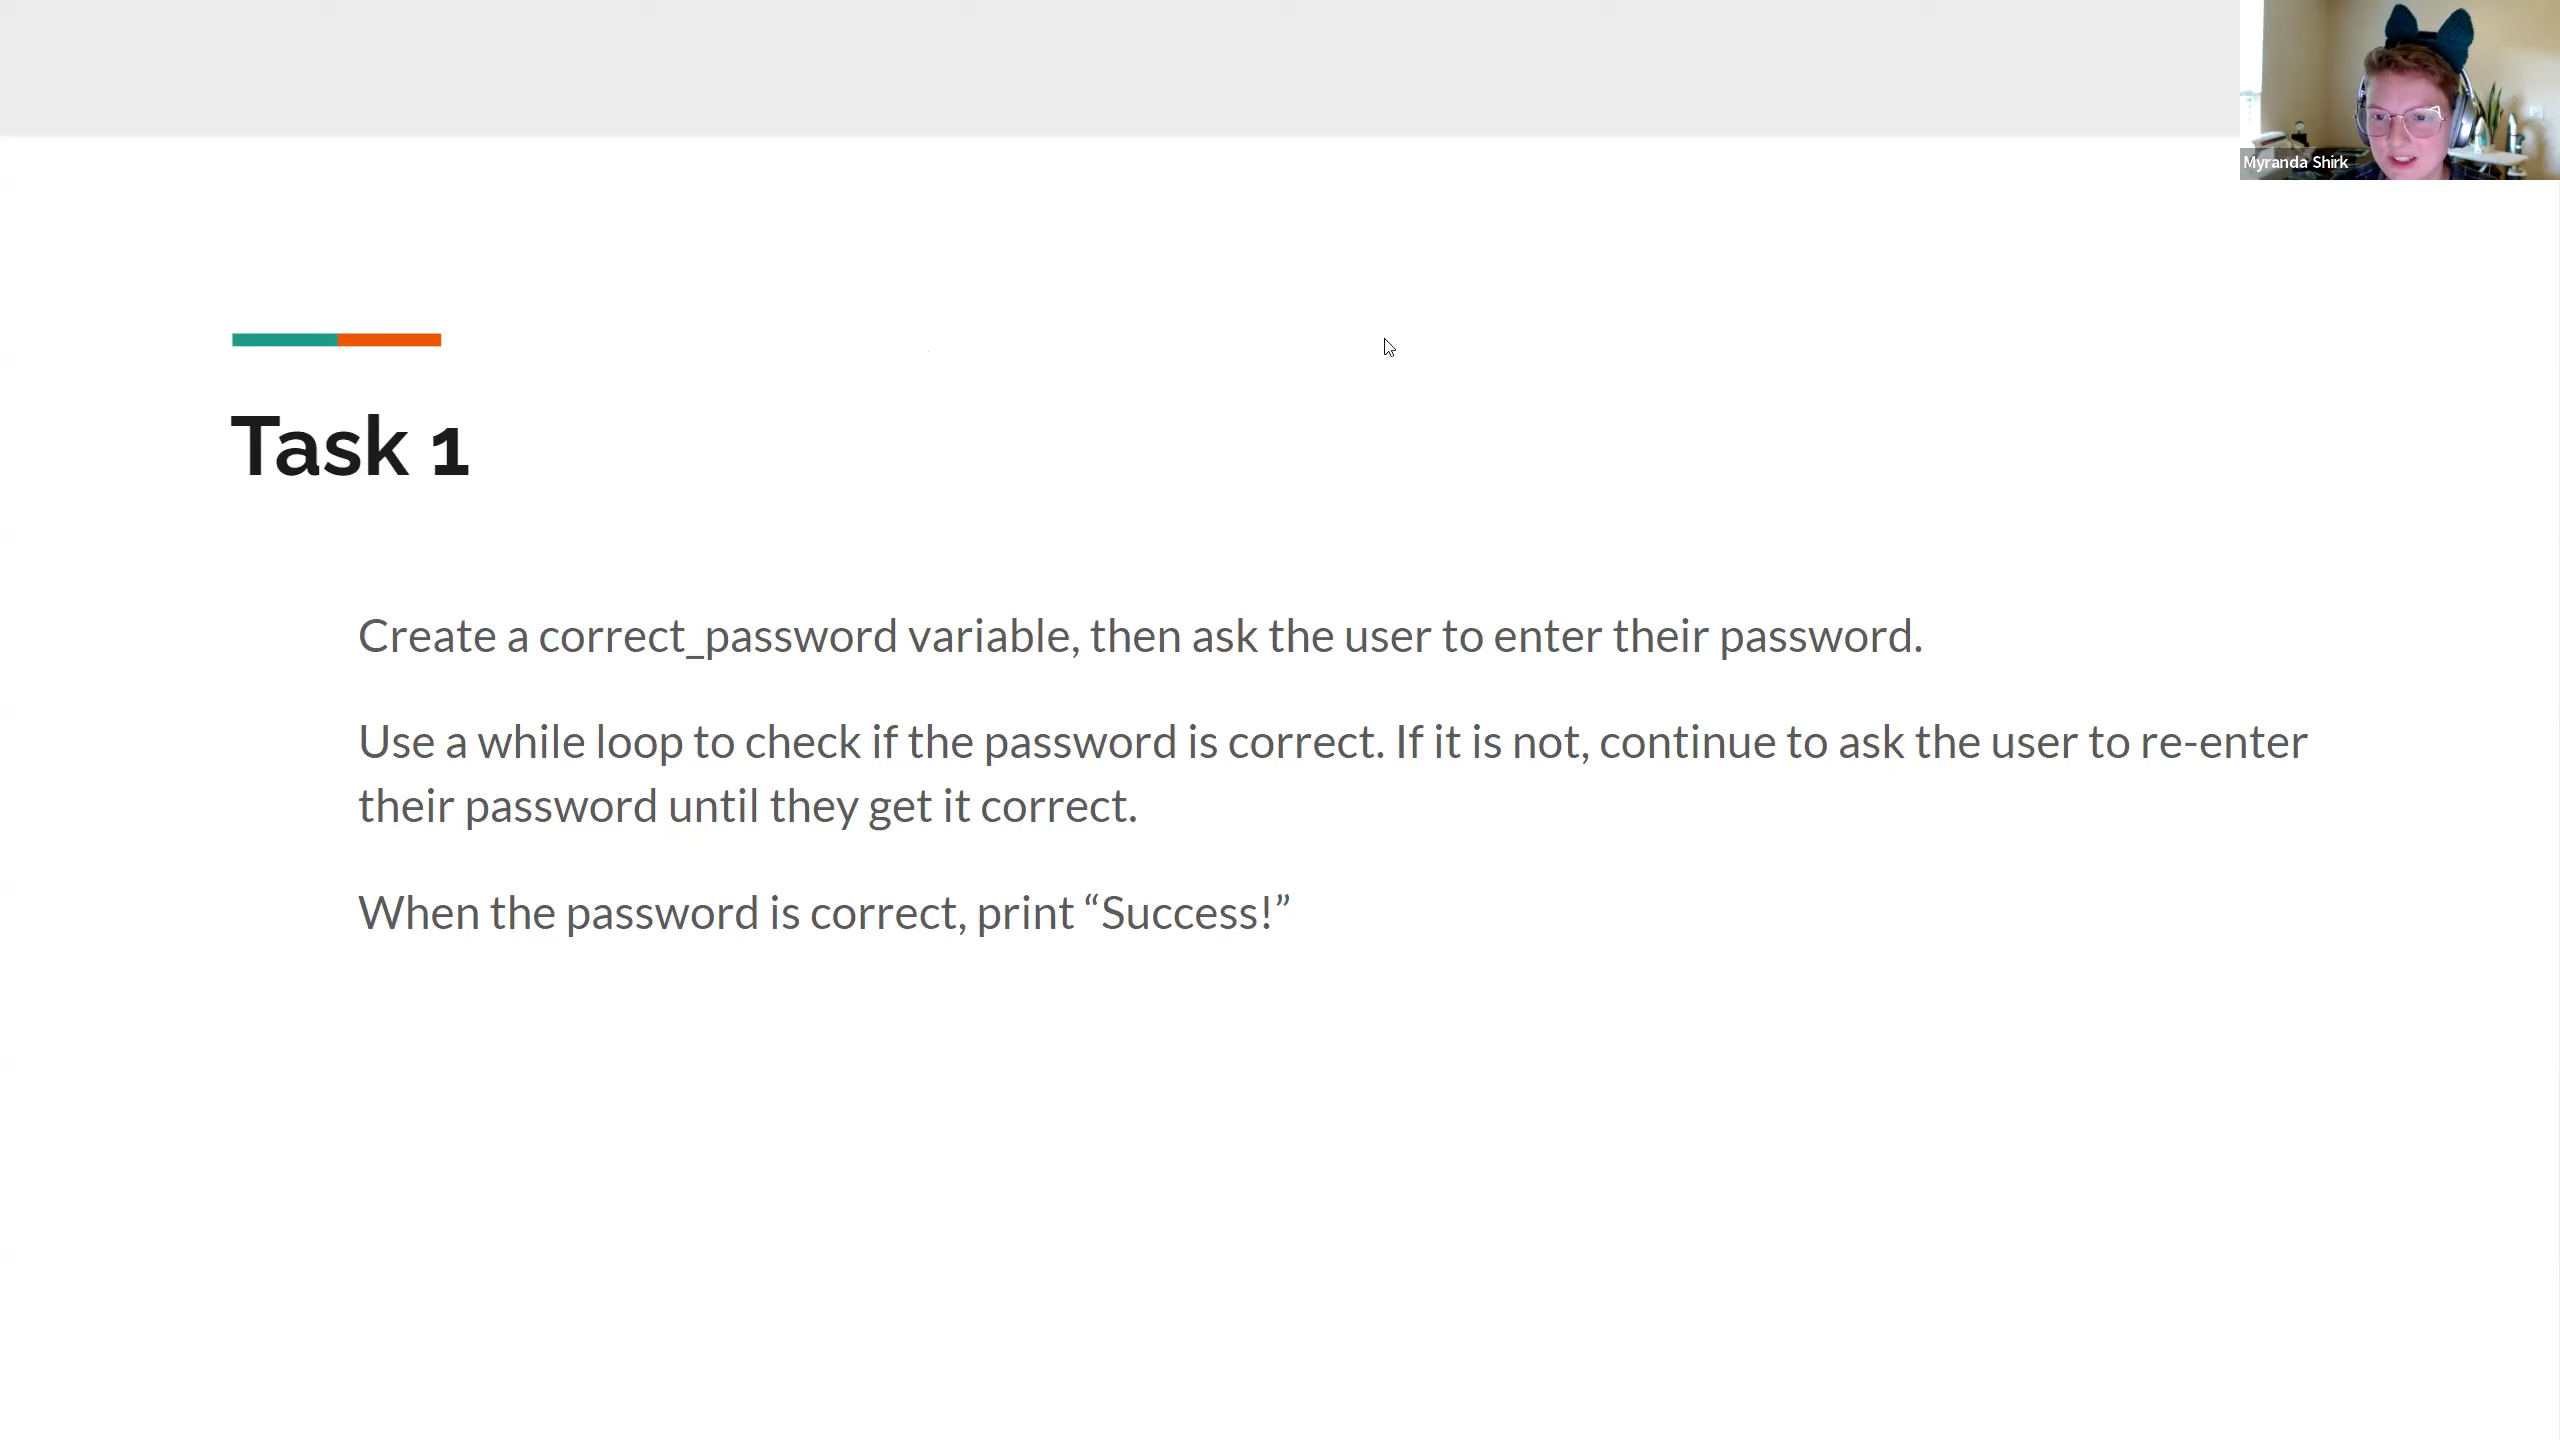 Myranda Shirk
Task 1
Create a correct_password variable, then ask the user to enter their password.
Use a while loop to check if the password is correct. If it is not, continue to ask the user to re-enter
their password until they get it correct.
When the password is correct, print “Success!”